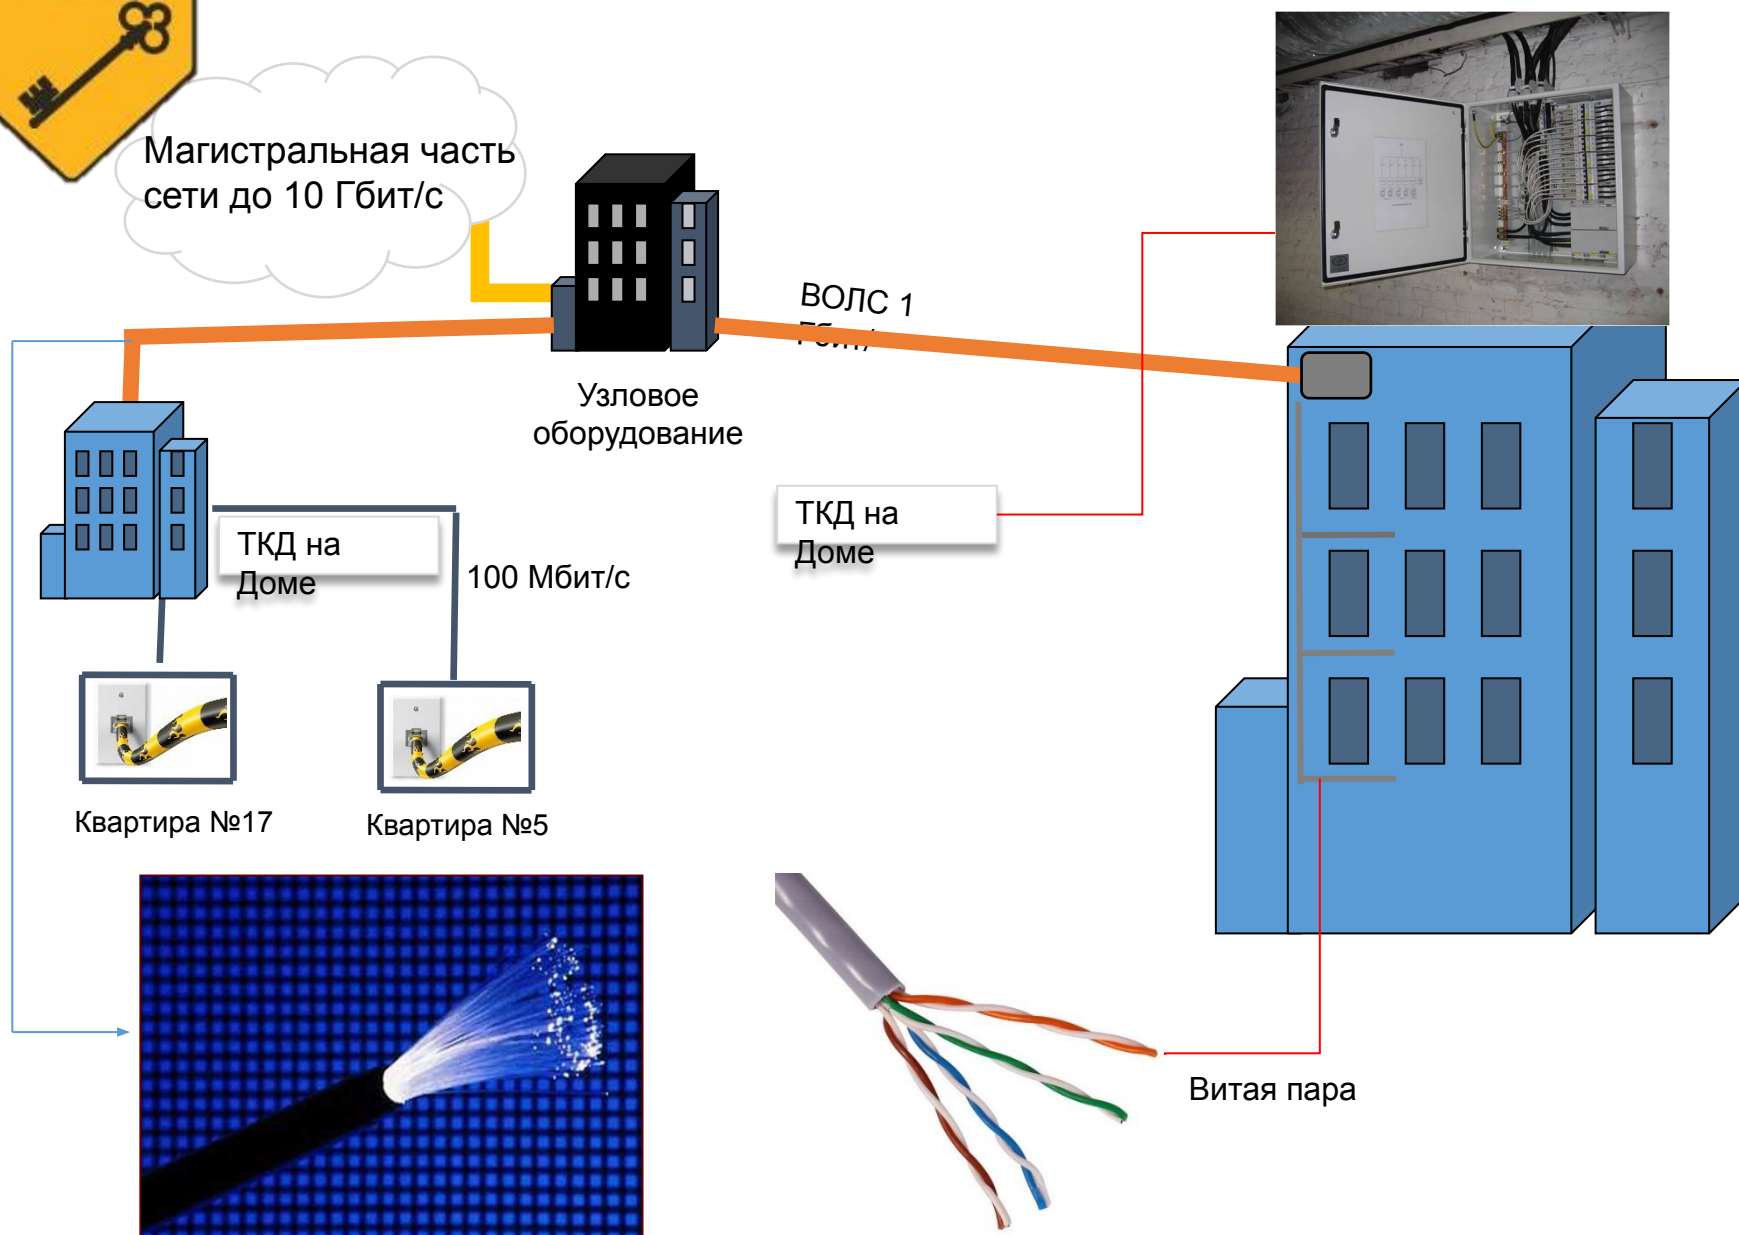 Магистральная часть
сети до 10 Гбит/с
ВОЛС 1
Гбит/
Узловое
оборудование
ТКД на
Доме
ТКД на
Доме
100 Мбит/с
Квартира №17
Квартира №5
Витая пара